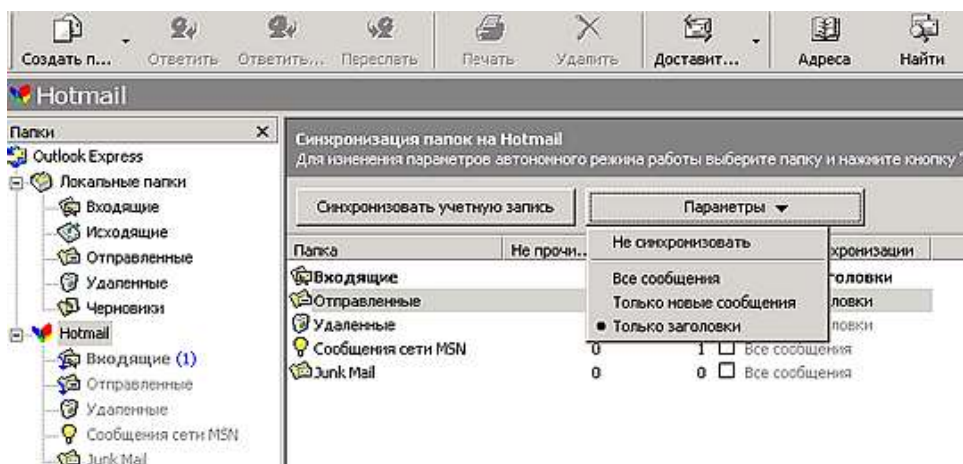 Создать п... Ответить Ответить... Переслать Печать Удалить Доставит... Адреса Найти
Hotmail
Папки
Outlook Express
Локальные папки
Входящие
Исходящие
Отправленные
Удаленные
Черновики
Hotmail
Входящие (1)
Отправленные
Удаленные
Сообщения сети MSN
Junk Mail
Синхронизация папок на Hotmail
Для изменения параметров автономного режима работы выберите папку и нажмите кнопку "
Синхронизовать учетную запись Параметры
Папка Не прочи.. хронизации
Входящие оловки
Отправленные ловки
Удаленные ловки
Сообщения сети MSN 0 1 Все сообщения
Junk Mail 0 0 Все сообщения
Не синхронизовать
Все сообщения
Только новые сообщения
Только заголовки